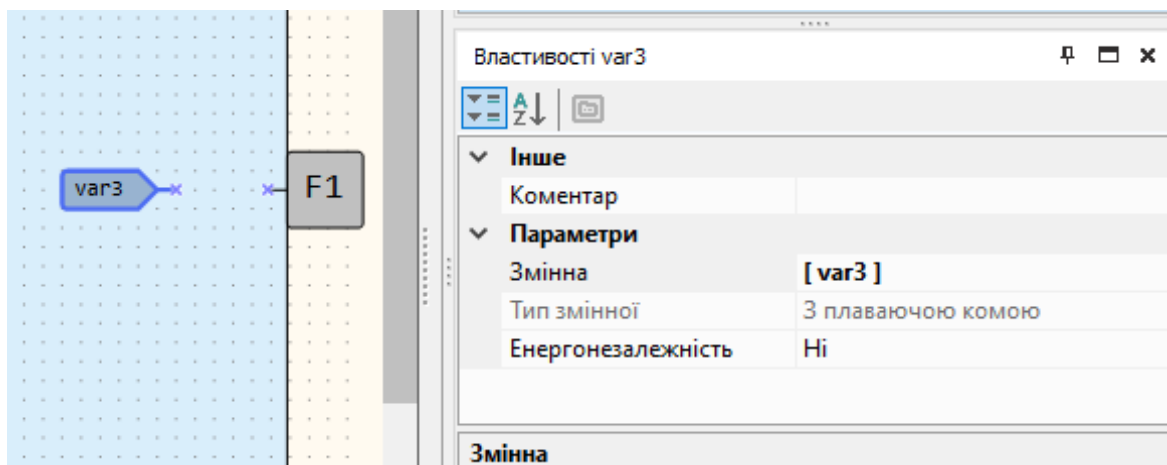 var3
F1
Властивості var3
Інше
Коментар
Параметри
Змінна [ var3 ]
Тип змінної З плаваючою комою
Енергонезалежність Ні
Змінна